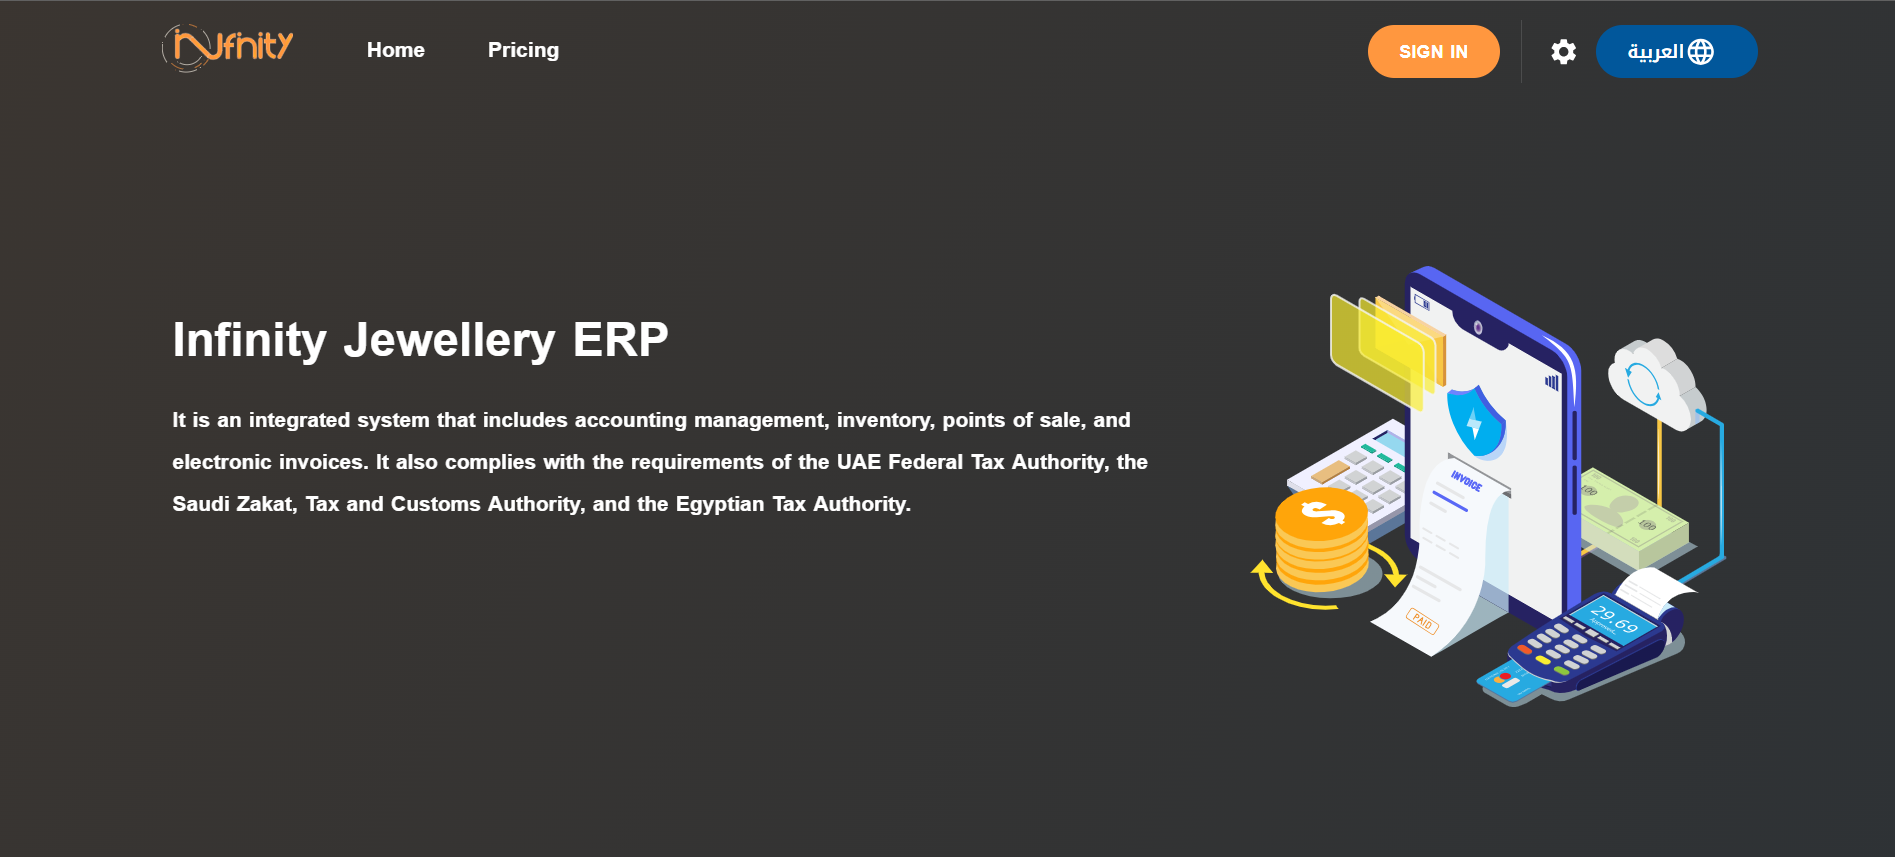 iNfinity
Home
Pricing
SIGN IN
العربية
Infinity Jewellery ERP
It is an integrated system that includes accounting management, inventory, points of sale, and
electronic invoices. It also complies with the requirements of the UAE Federal Tax Authority, the
Saudi Zakat, Tax and Customs Authority, and the Egyptian Tax Authority.
INVOICE
PAID
100
100
29.69